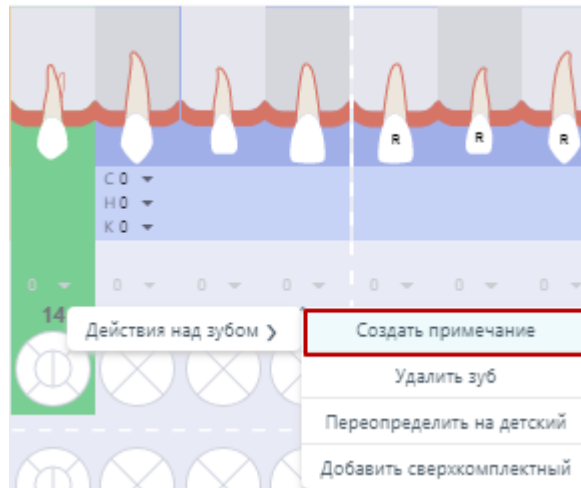 R R R
С 0
Н 0
К 0
0 0 0 0 0 0 0
14
Действия над зубом ❯
Создать примечание
Удалить зуб
Переопределить на детский
Добавить сверхкомплектный